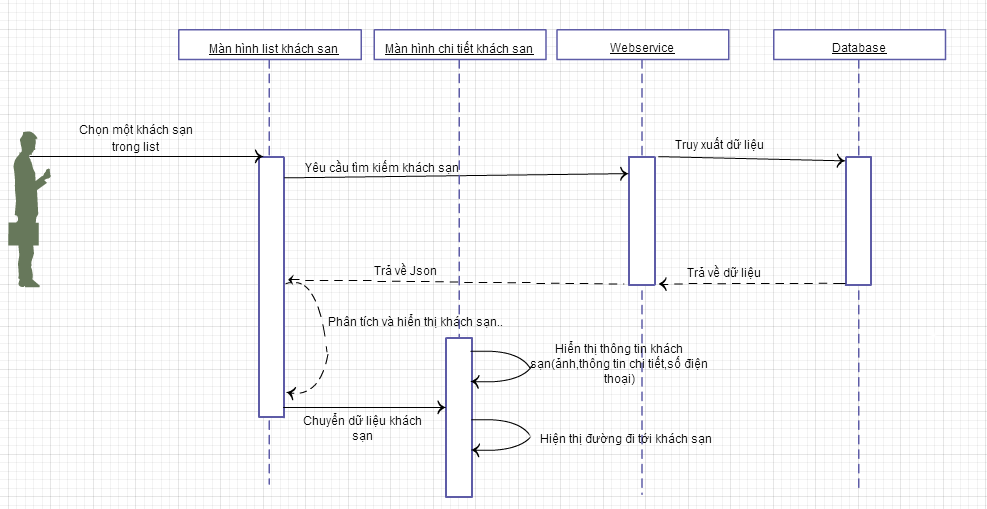 Màn hình list khách sạn
Màn hình chi tiết khách sạn
Webservice
Database
Chọn một khách sạn
trong list
Truy xuất dữ liệu
Yêu cầu tìm kiếm khách sạn
Trả về Json
Trả về dữ liệu
Phân tích và hiển thị khách sạn..
Hiển thị thông tin khách
sạn(ảnh,thông tin chi tiết,số điện
thoại)
Chuyển dữ liệu khách
sạn
Hiện thị đường đi tới khách sạn